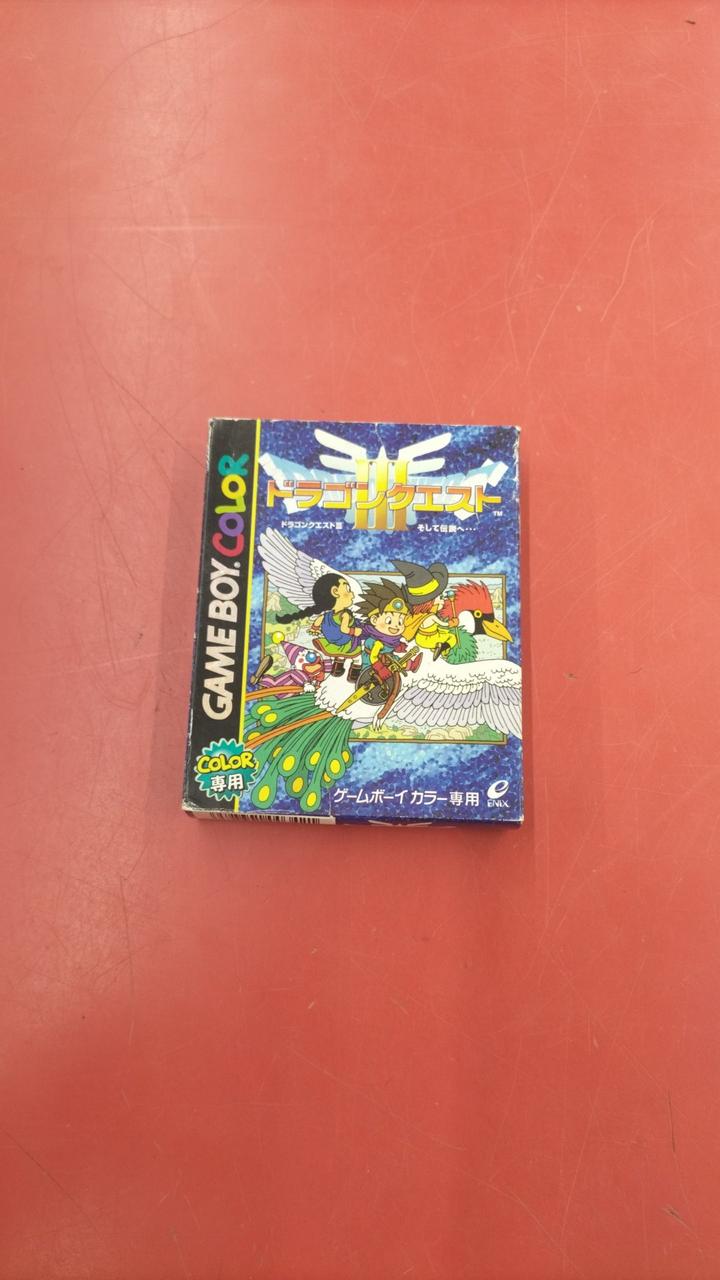 GAME BOY COLOR
III
ドラゴンクエスト
TM
ドラゴンクエストIII
そして伝説へ・・・
COLOR
専用
ゲームボーイ カラー専用
e
ENIX